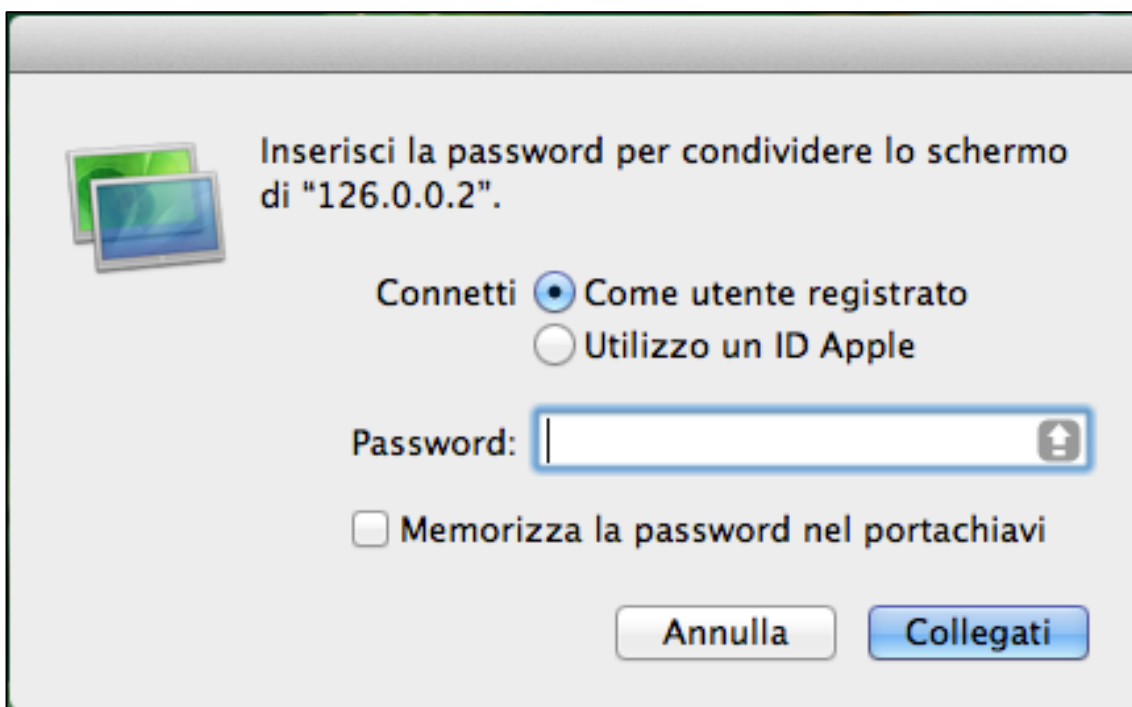 Inserisci la password per condividere lo schermo
di “126.0.0.2”.
Connetti Come utente registrato
Utilizzo un ID Apple
Password:
Memorizza la password nel portachiavi
Annulla Collegati